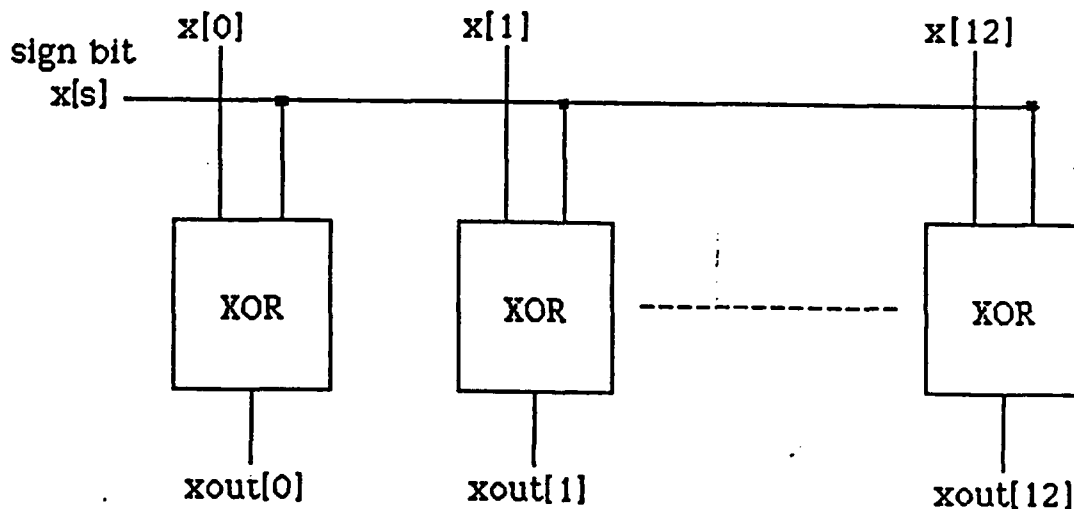 x[0] x[1] x[12]
sign bit
x[s]
XOR XOR XOR
xout[0] xout[1] xout[12]